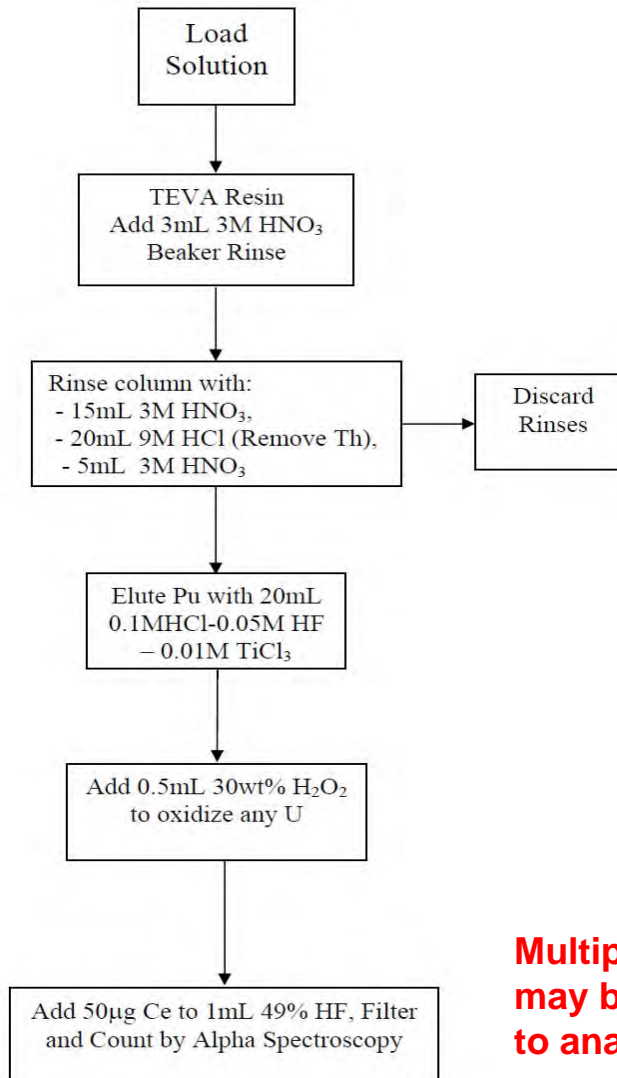 Load
Solution
TEVA Resin
Add 3mL 3M HNO₃
Beaker Rinse
Rinse column with:
- 15mL 3M HNO₃,
- 20mL 9M HCl (Remove Th),
- 5mL 3M HNO₃
Discard
Rinses
Elute Pu with 20mL
0.1MHCl-0.05M HF
– 0.01M TiCl₃
Add 0.5mL 30wt% H₂O₂
to oxidize any U
Add 50µg Ce to 1mL 49% HF, Filter
and Count by Alpha Spectroscopy
may
to